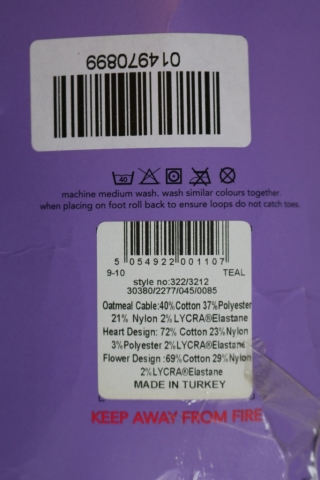 014970899
40
machine medium wash. wash similar colours together.
when placing on foot roll back to ensure loops do not catch toes.
5 054922 001107
9-10 TEAL
style no:322/3212
30380/2277/045/0085
Oatmeal Cable:40%Cotton 37%Polyester
21% Nylon 2%LYCRA®Elastane
Heart Design: 72% Cotton 23%Nylon
3%Polyester 2%LYCRA®Elastane
Flower Design :69%Cotton 29%Nylon
2%LYCRA®Elastane
MADE IN TURKEY
KEEP AWAY FROM FIRE